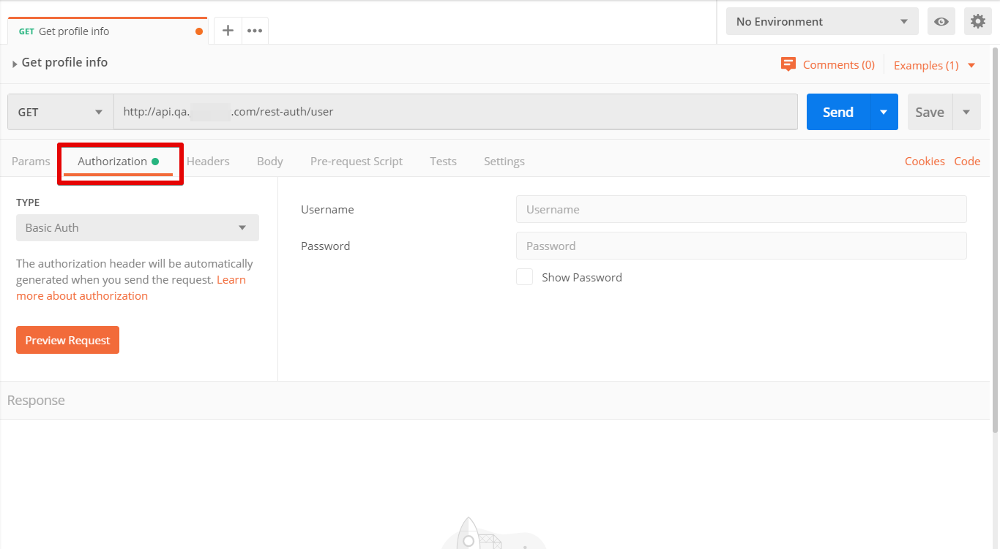 GET Get profile info
No Environment
Get profile info
Comments (0)
Examples (1)
GET
http://api.qa. .com/rest-auth/user
Send
Save
Params
Authorization
Headers
Body
Pre-request Script
Tests
Settings
Cookies
Code
TYPE
Basic Auth
The authorization header will be automatically
generated when you send the request. Learn
more about authorization
Preview Request
Username
Username
Password
Password
Show Password
Response